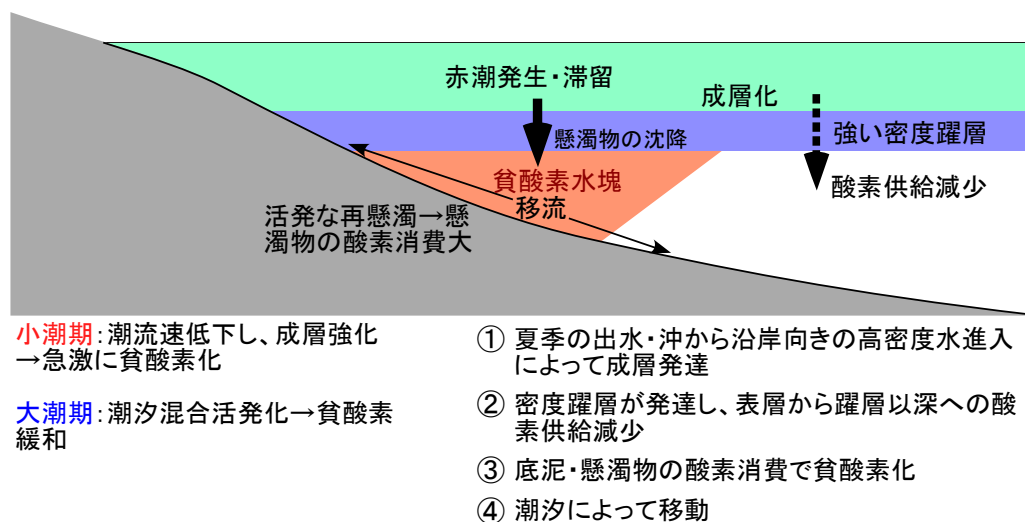 赤潮発生・滞留
成層化
強い密度躍層
懸濁物の沈降
貧酸素水塊
移流
酸素供給減少
活発な再懸濁→懸
濁物の酸素消費大
小潮期:潮流速低下し、成層強化
→急激に貧酸素化
大潮期:潮汐混合活発化→貧酸素
緩和
① 夏季の出水・沖から沿岸向きの高密度水進入
によって成層発達
② 密度躍層が発達し、表層から躍層以深への酸
素供給減少
③ 底泥・懸濁物の酸素消費で貧酸素化
④ 潮汐によって移動